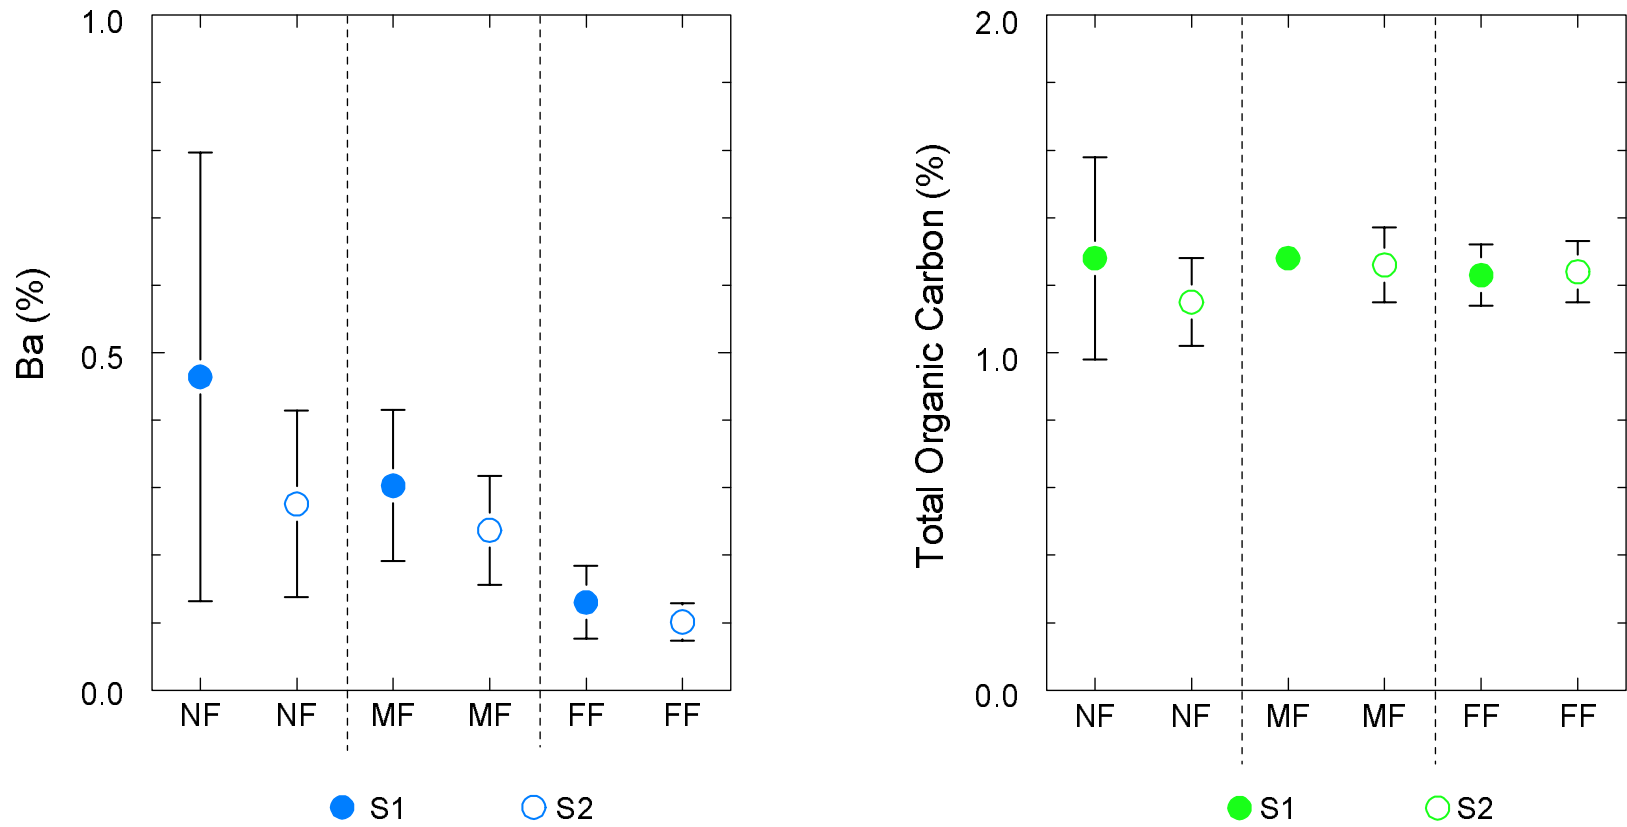 1.0
0.5
0.0
Ba (%)
NF NF MF MF FF FF
S1 S2
2.0
1.0
0.0
Total Organic Carbon (%)
NF NF MF MF FF FF
S1 S2